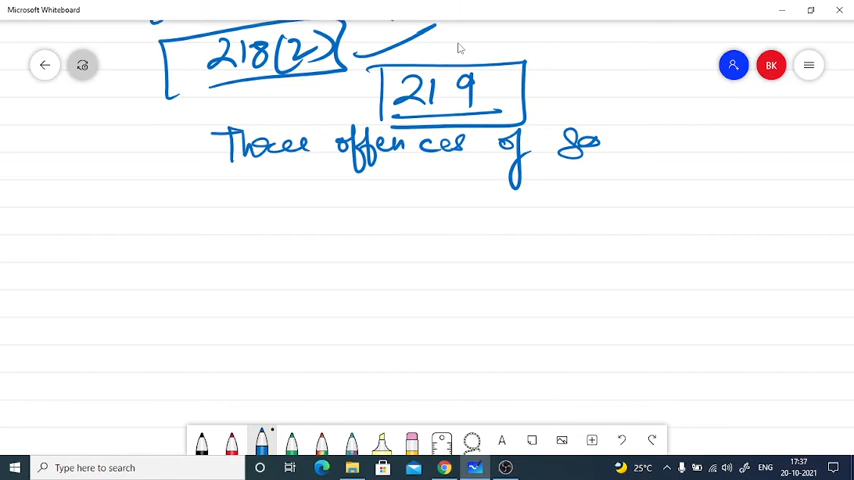 Microsoft Whiteboard
218(2)
219
BK
Three offences of
Type here to search
25°C
ENG
17:37
20-10-2021